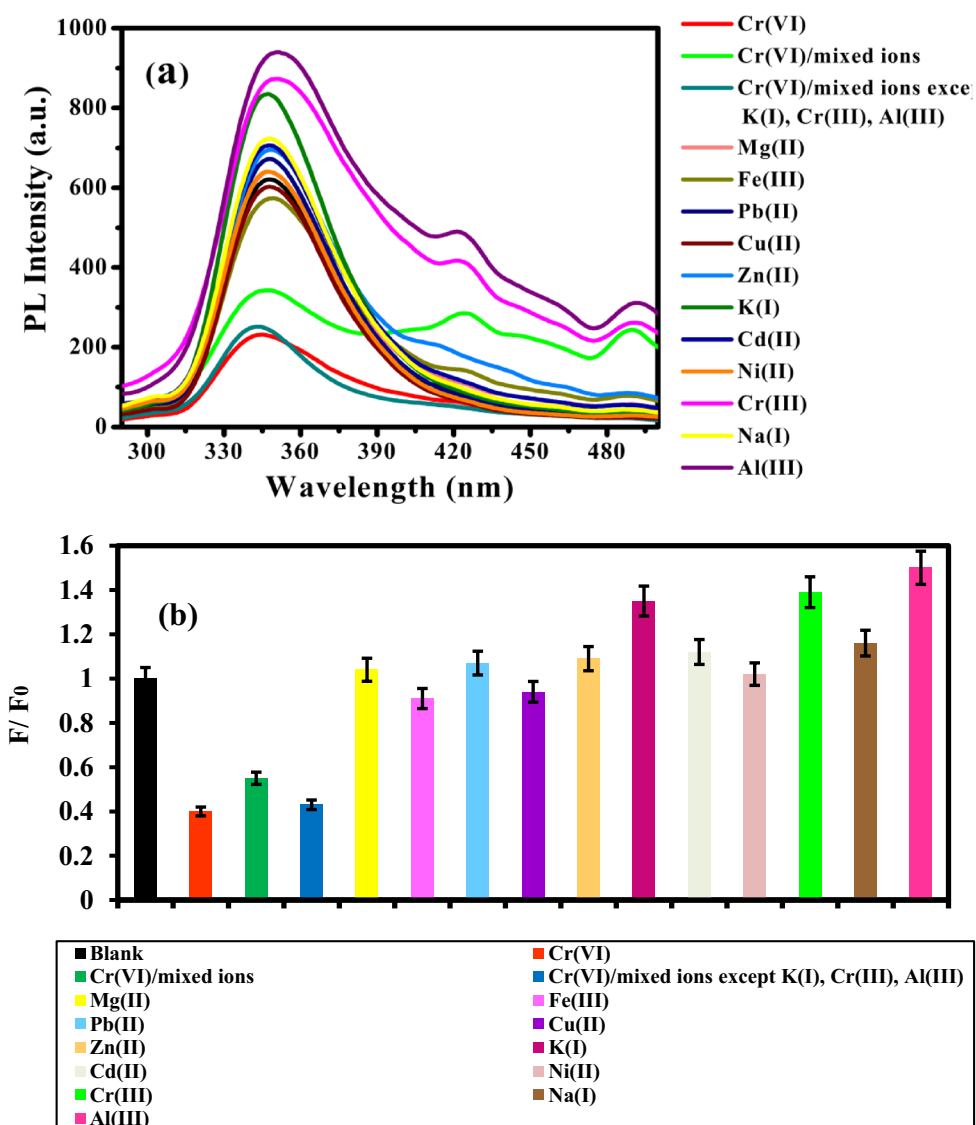 (a)
PL Intensity (a.u.)
1000
800
600
400
200
0
300 330 360 390 420 450 480
Wavelength (nm)
Cr(VI)
Cr(VI)/mixed ions
Cr(VI)/mixed ions exce
K(I), Cr(III), Al(III)
Mg(II)
Fe(III)
Pb(II)
Cu(II)
Zn(II)
K(I)
Cd(II)
Ni(II)
Cr(III)
Na(I)
Al(III)
(b)
F/ F0
1.6
1.4
1.2
1
0.8
0.6
0.4
0.2
0
Blank
Cr(VI)
Cr(VI)/mixed ions
Cr(VI)/mixed ions except K(I), Cr(III), Al(III)
Mg(II)
Fe(III)
Pb(II)
Cu(II)
Zn(II)
K(I)
Cd(II)
Ni(II)
Cr(III)
Na(I)
Al(III)